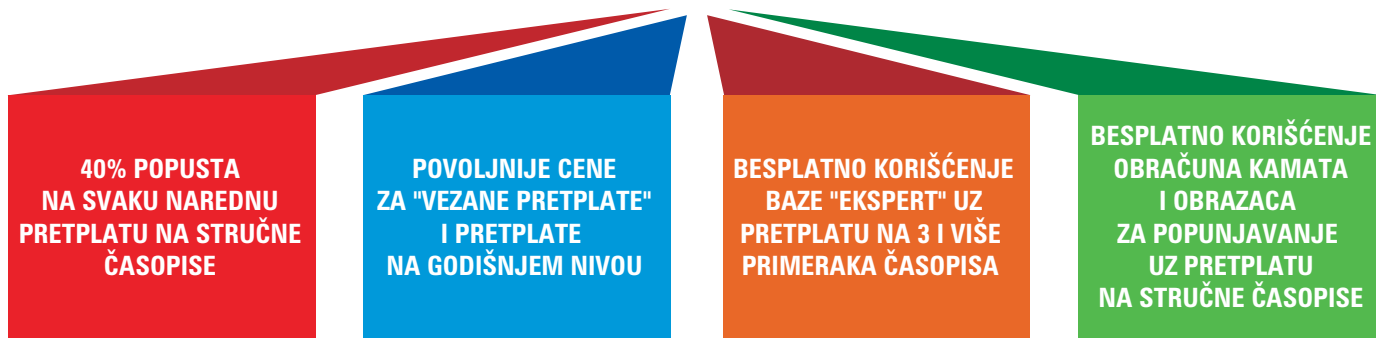 40% POPUSTA
NA SVAKU NAREDNU
PRETPLATU NA STRUČNE
ČASOPISE
POVOLJNIJE CENE
ZA "VEZANE PRETPLATE"
I PRETPLATE
NA GODIŠNJEM NIVOU
BESPLATNO KORIŠĆENJE
BAZE "EKSPERT" UZ
PRETPLATU NA 3 I VIŠE
PRIMERAKA ČASOPISA
BESPLATNO KORIŠĆENJE
OBRAČUNA KAMATA
I OBRAZACA
ZA POPUNJAVANJE
UZ PRETPLATU
NA STRUČNE ČASOPISE